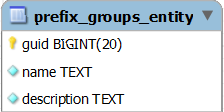 prefix_groups_entity
guid BIGINT(20)
name TEXT
description TEXT